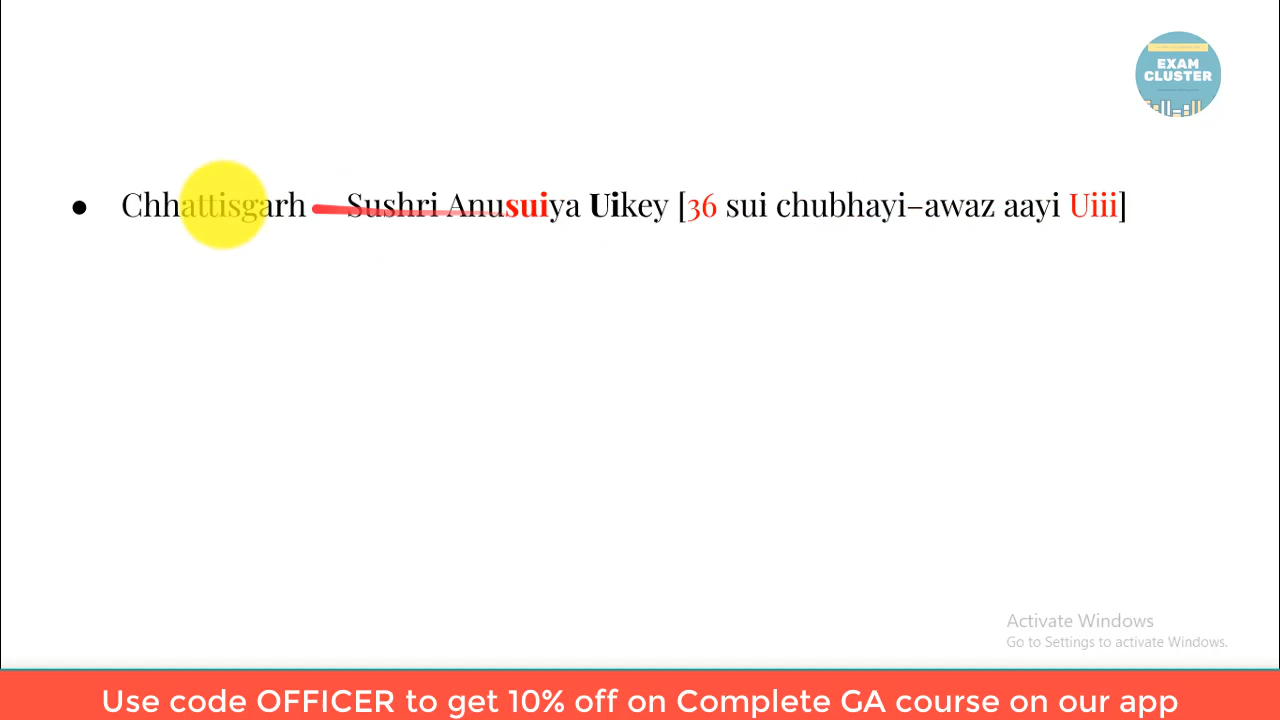 EXAM
CLUSTER
● Chhattisgarh – Sushri Anusuiya Uikey [36 sui chubhayi–awaz aayi Uiii]
Activate Windows
Go to Settings to activate Windows.
Use code OFFICER to get 10% off on Complete GA course on our app